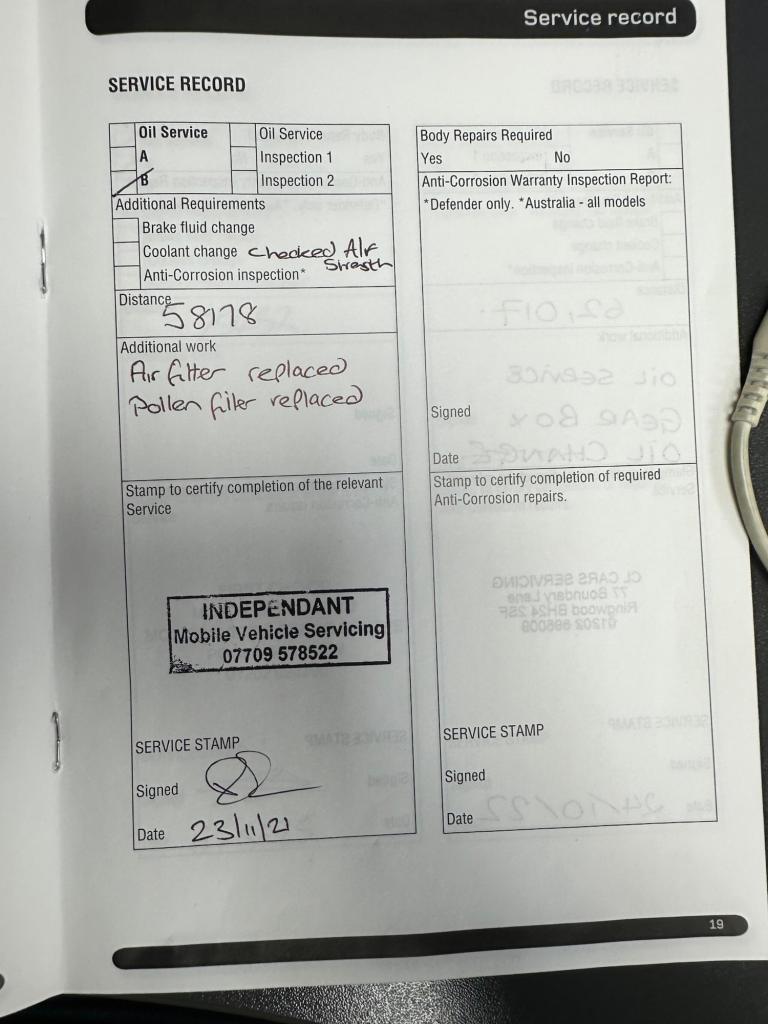 Service record
SERVICE RECORD
Oil Service
A
B
Oil Service
Inspection 1
Inspection 2
Additional Requirements
Brake fluid change
Coolant change checked A/f
Strength
Anti-Corrosion inspection*
Distance
58178
Additional work
Air filter replaced
Pollen filter replaced
Stamp to certify completion of the relevant
Service
INDEPENDANT
Mobile Vehicle Servicing
07709 578522
SERVICE STAMP
Signed
Date 23/11/21
Body Repairs Required
Yes No
Anti-Corrosion Warranty Inspection Report:
*Defender only. *Australia - all models
Signed
Date
Stamp to certify completion of required
Anti-Corrosion repairs.
SERVICE STAMP
Signed
Date
19